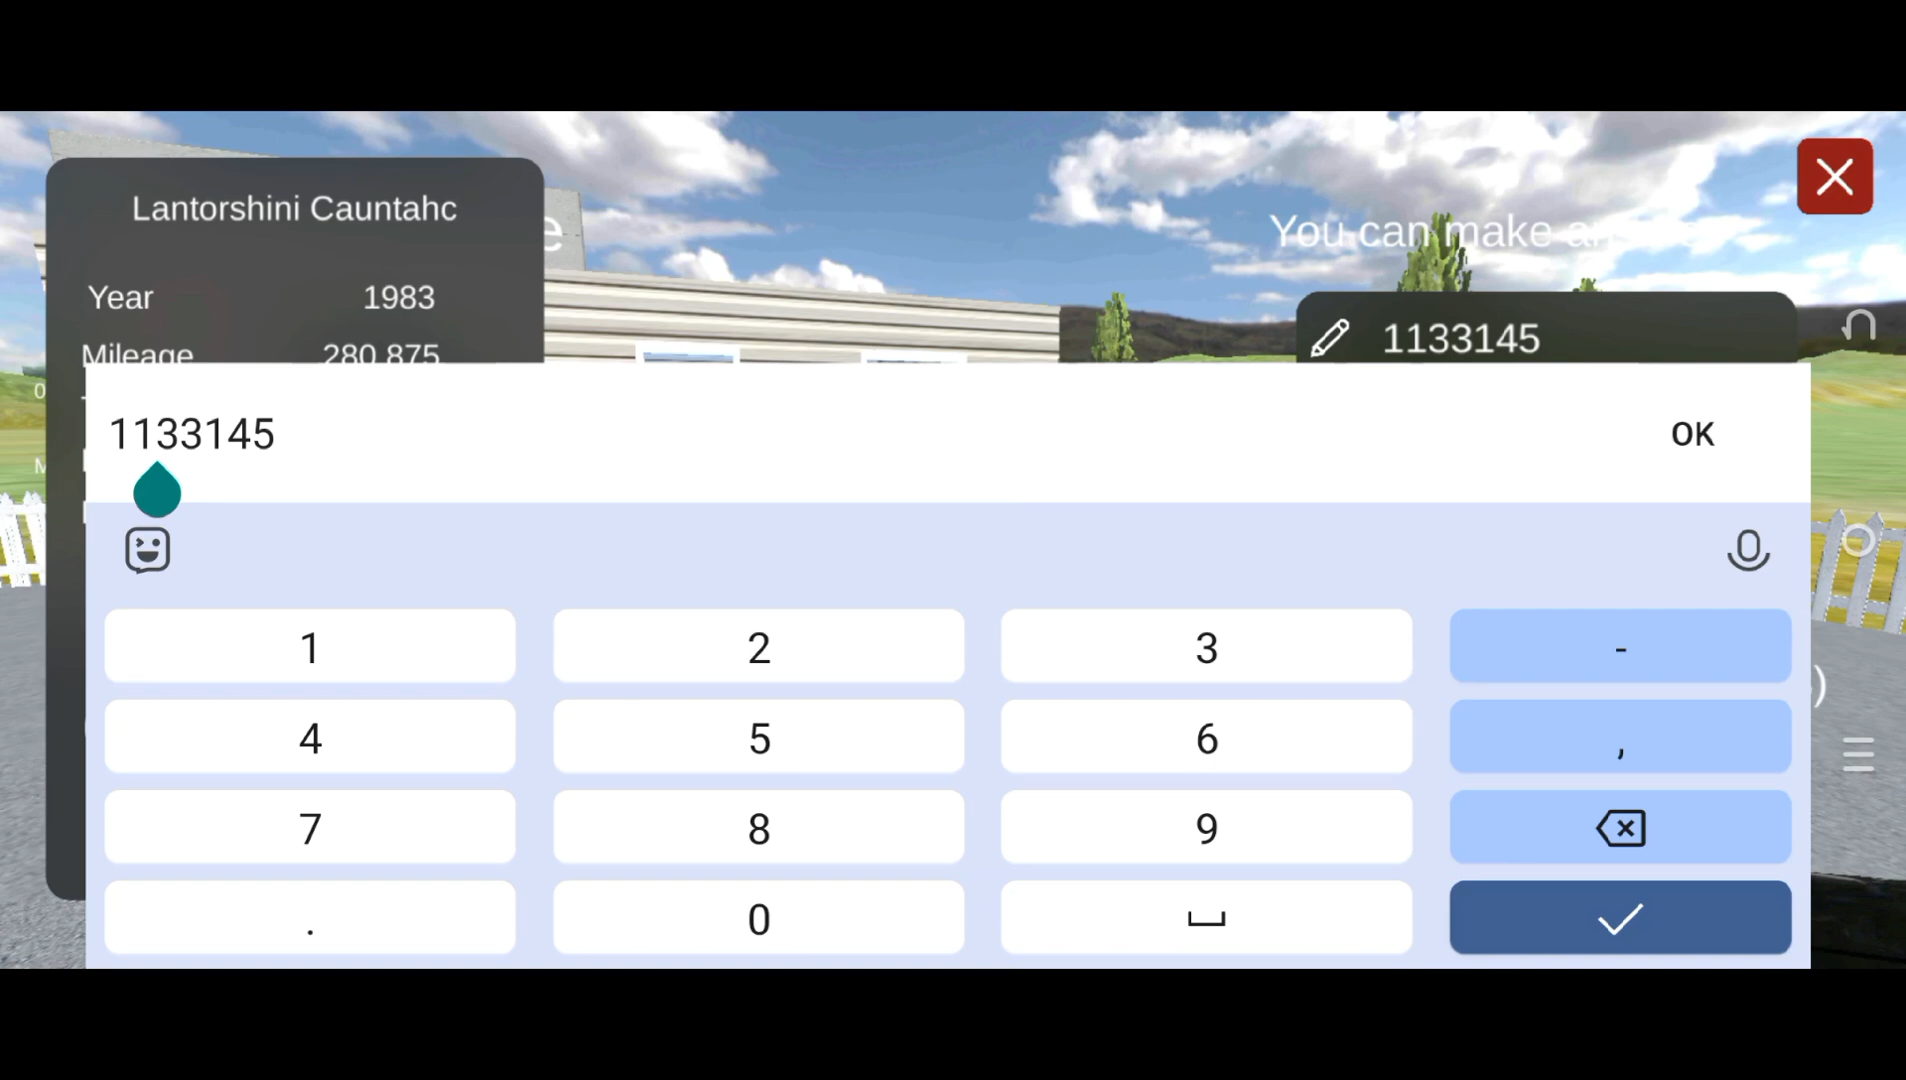 Lantorshini Cauntahc
e
You can make an
Year 1983
Mileage 280 875
1133145
1133145
OK
1 2 3 -
4 5 6 ,
7 8 9
. 0
)